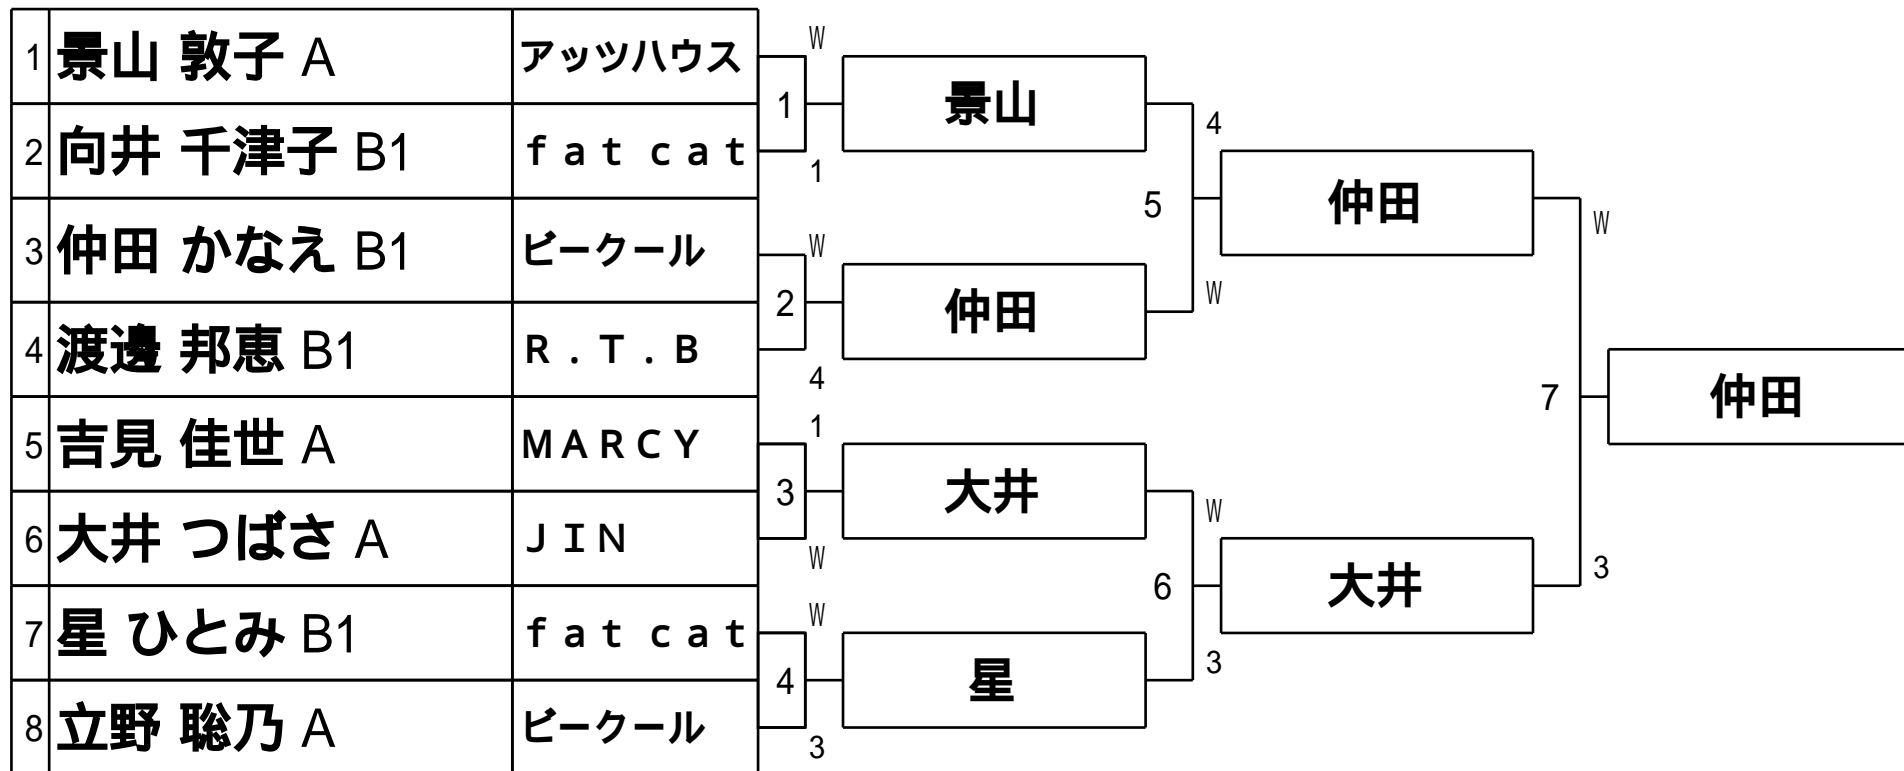 1 景山 敦子 A アッツハウス
2 向井 千津子 B1 ｆａｔ ｃａｔ
3 仲田 かなえ B1 ビークール
4 渡邊 邦恵 B1 Ｒ．Ｔ．Ｂ
5 吉見 佳世 A ＭＡＲＣＹ
6 大井 つばさ A ＪＩＮ
7 星 ひとみ B1 ｆａｔ ｃａｔ
8 立野 聡乃 A ビークール
W
1
1
W
2
4
1
3
W
W
4
3
景山
仲田
大井
星
4
5
W
W
6
3
仲田
大井
W
7
3
仲田